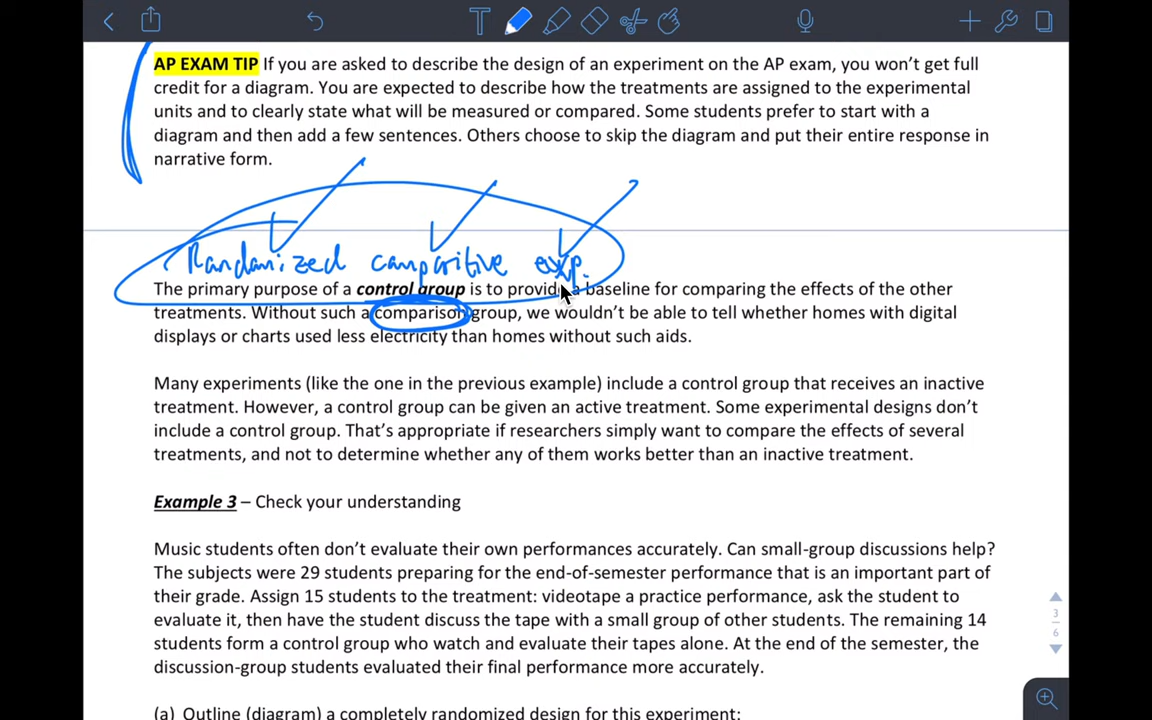 AP EXAM TIP If you are asked to describe the design of an experiment on the AP exam, you won't get full
credit for a diagram. You are expected to describe how the treatments are assigned to the experimental
units and to clearly state what will be measured or compared. Some students prefer to start with a
diagram and then add a few sentences. Others choose to skip the diagram and put their entire response in
narrative form.
Randamized camparitive exp.
The primary purpose of a control group is to provide a baseline for comparing the effects of the other
treatments. Without such a comparison group, we wouldn't be able to tell whether homes with digital
displays or charts used less electricity than homes without such aids.
Many experiments (like the one in the previous example) include a control group that receives an inactive
treatment. However, a control group can be given an active treatment. Some experimental designs don't
include a control group. That's appropriate if researchers simply want to compare the effects of several
treatments, and not to determine whether any of them works better than an inactive treatment.
Example 3 – Check your understanding
Music students often don't evaluate their own performances accurately. Can small-group discussions help?
The subjects were 29 students preparing for the end-of-semester performance that is an important part of
their grade. Assign 15 students to the treatment: videotape a practice performance, ask the student to
evaluate it, then have the student discuss the tape with a small group of other students. The remaining 14
students form a control group who watch and evaluate their tapes alone. At the end of the semester, the
discussion-group students evaluated their final performance more accurately.
(a) Outline (diagram) a completely randomized design for this experiment:
3
6